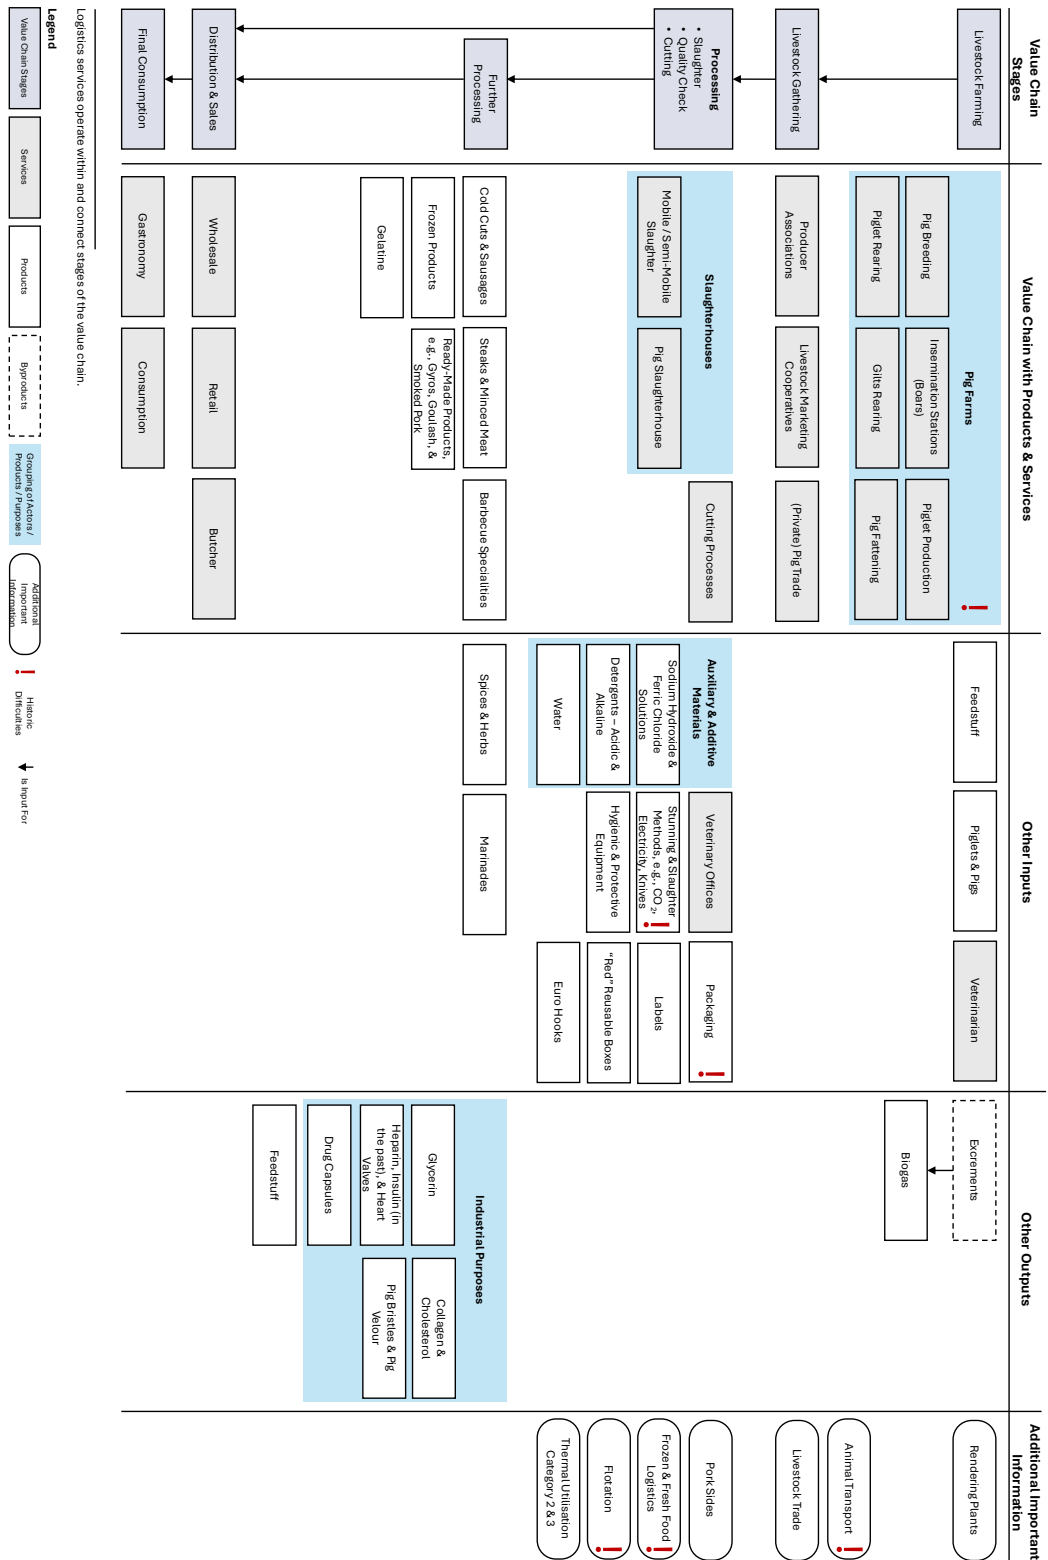 Value Chain
Stages
Value Chain with Products & Services
Other Inputs
Other Outputs
Additional Important
Information
Livestock Farming
Pig Farms
Pig Breeding
Insemination Stations
(Boars)
Piglet Production
Piglet Rearing
Gilts Rearing
Pig Fattening
Feedstuff
Piglets & Pigs
Veterinarian
Excrements
Biogas
Rendering Plants
Animal Transport
Livestock Gathering
Producer
Associations
Livestock Marketing
Cooperatives
(Private) Pig Trade
Livestock Trade
Processing
• Slaughter
• Quality Check
• Cutting
Slaughterhouses
Mobile / Semi-Mobile
Slaughter
Pig Slaughterhouse
Cutting Processes
Auxiliary & Additive
Materials
Sodium Hydroxide &
Ferric Chloride
Solutions
Detergents – Acidic &
Alkaline
Water
Veterinary Offices
Stunning & Slaughter
Methods, e.g., CO₂,
Electricity, Knives
Hygienic & Protective
Equipment
Packaging
Labels
"Red" Reusable Boxes
Euro Hooks
Pork Sides
Frozen & Fresh Food
Logistics
Flotation
Thermal Utilisation
Category 2 & 3
Further
Processing
Cold Cuts & Sausages
Steaks & Minced Meat
Barbecue Specialities
Frozen Products
Ready-Made Products,
e.g., Gyros, Goulash, &
Smoked Pork
Gelatine
Spices & Herbs
Marinades
Industrial Purposes
Glycerin
Collagen &
Cholesterol
Heparin, Insulin (in
the past), & Heart
Valves
Pig Bristles & Pig
Velour
Drug Capsules
Feedstuff
Distribution & Sales
Wholesale
Retail
Butcher
Final Consumption
Gastronomy
Consumption
Logistics services operate within and connect stages of the value chain.
Legend
Value Chain Stages
Services
Products
Byproducts
Grouping of Actors /
Products / Purposes
Additional
Important
Information
Historic
Difficulties
Is Input For